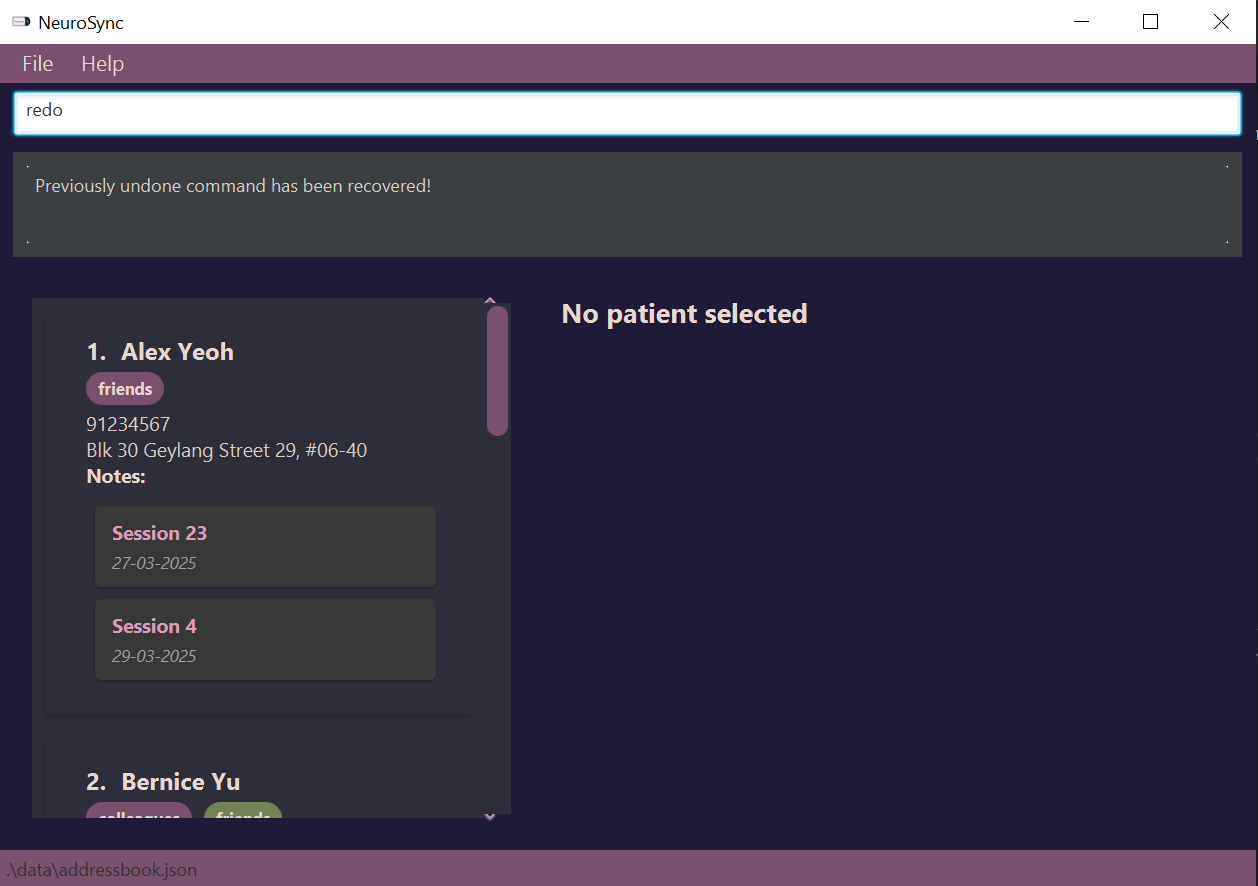 NeuroSync
File Help
redo
Previously undone command has been recovered!
No patient selected
1. Alex Yeoh
friends
91234567
Blk 30 Geylang Street 29, #06-40
Notes:
Session 23
27-03-2025
Session 4
29-03-2025
2. Bernice Yu
colleagues friends
.\data\addressbook.json